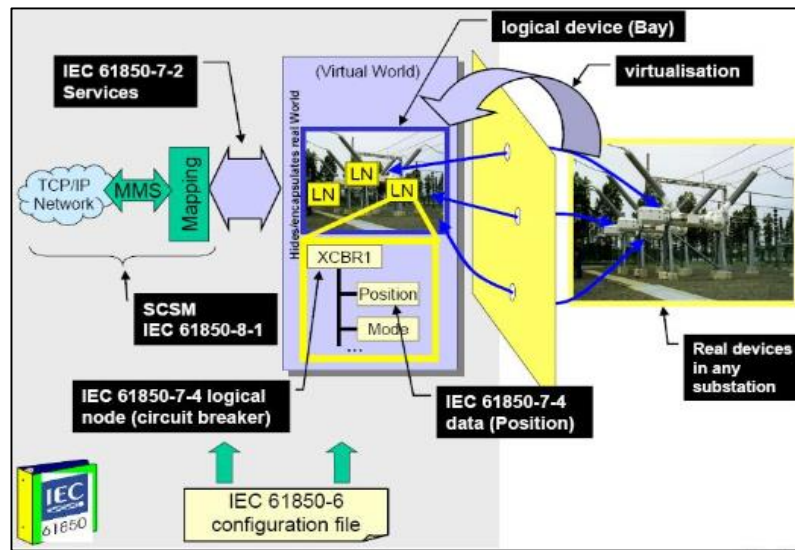 logical device (Bay)
IEC 61850-7-2
Services
(Virtual World)
virtualisation
Hides/encapsulates real World
TCP/IP
Network
MMS
Mapping
LN
LN
LN
XCBR1
Position
Mode
...
SCSM
IEC 61850-8-1
Real devices
in any
substation
IEC 61850-7-4 logical
node (circuit breaker)
IEC 61850-7-4
data (Position)
IEC
61850
IEC 61850-6
configuration file